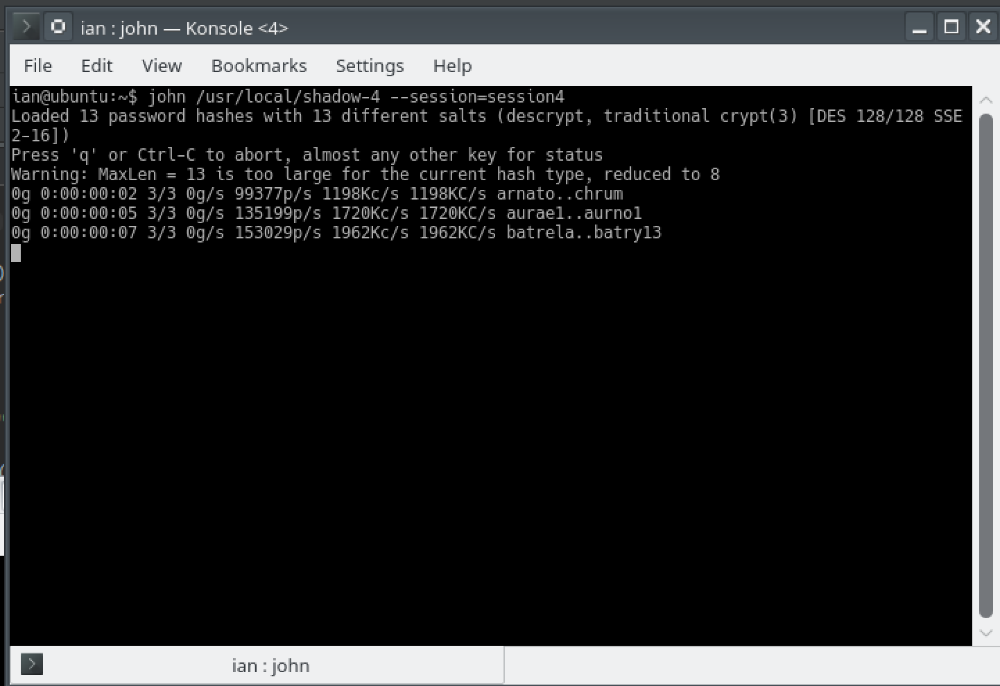 ian : john — Konsole <4>
File Edit View Bookmarks Settings Help
ian@ubuntu:~$ john /usr/local/shadow-4 --session=session4
Loaded 13 password hashes with 13 different salts (descrypt, traditional crypt(3) [DES 128/128 SSE
2-16])
Press 'q' or Ctrl-C to abort, almost any other key for status
Warning: MaxLen = 13 is too large for the current hash type, reduced to 8
0g 0:00:00:02 3/3 0g/s 99377p/s 1198Kc/s 1198KC/s arnato..chrum
0g 0:00:00:05 3/3 0g/s 135199p/s 1720Kc/s 1720KC/s aurael..aurnol
0g 0:00:00:07 3/3 0g/s 153029p/s 1962Kc/s 1962KC/s batrela..batry13
ian : john